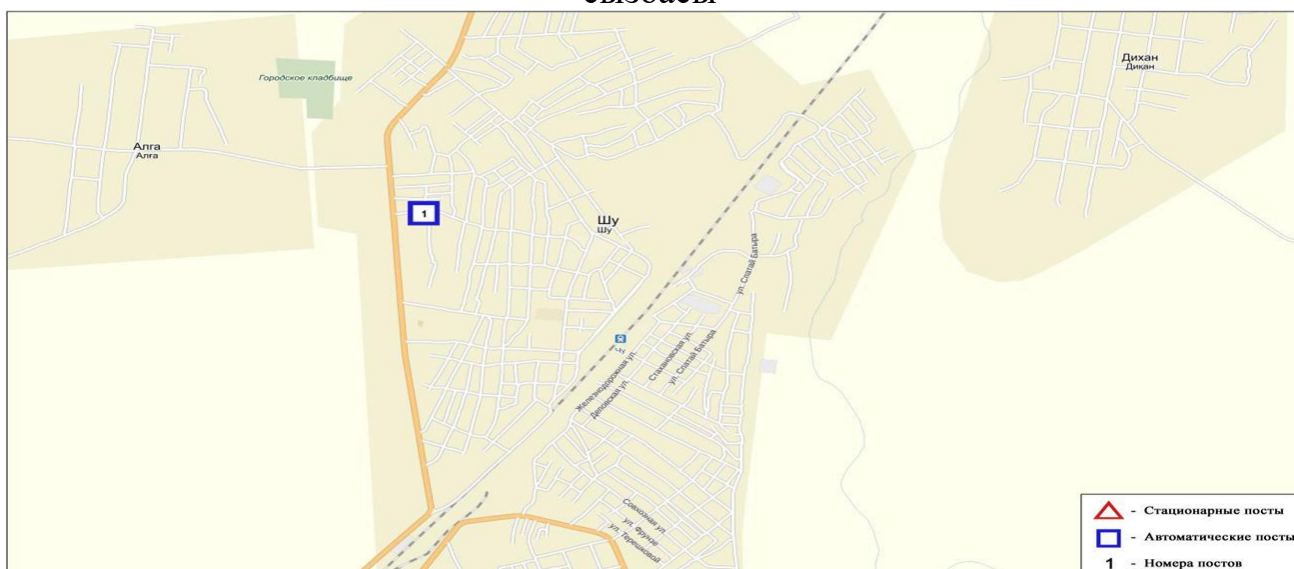 сызбасы
Городское кладбище
Дихан
Дикан
Алга
Алга
1
Шу
Шу
ул. Спатай Батыра
Стахановская ул.
ул. Спатай Батыра
Железнодорожная ул.
Деповская ул.
Совхозная ул.
ул. Фрунзе
ул. Терешковой
- Стационарные посты
- Автоматические посты
1 - Номера постов